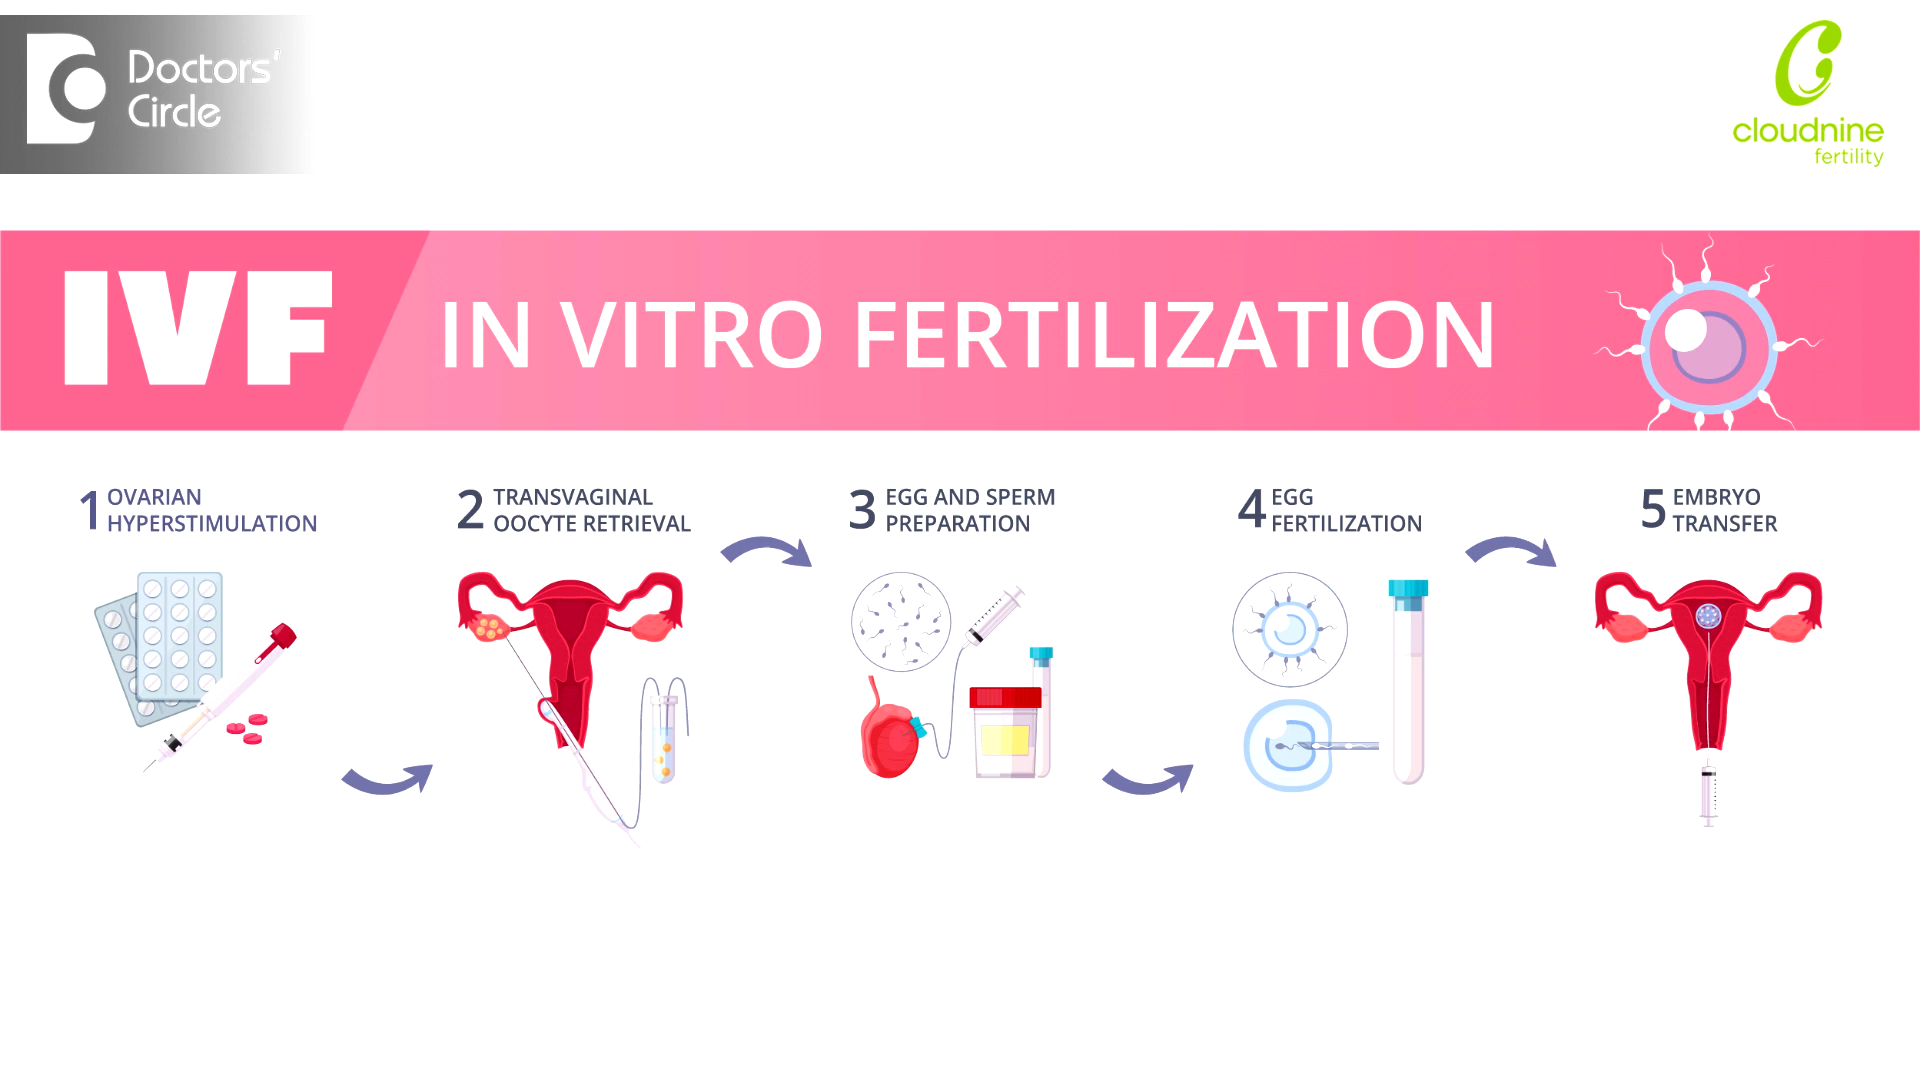 Doctors'
Circle
cloudnine
fertility
IVF
IN VITRO FERTILIZATION
1 OVARIAN
HYPERSTIMULATION
2 TRANSVAGINAL
OOCYTE RETRIEVAL
3 EGG AND SPERM
PREPARATION
4 EGG
FERTILIZATION
5 EMBRYO
TRANSFER